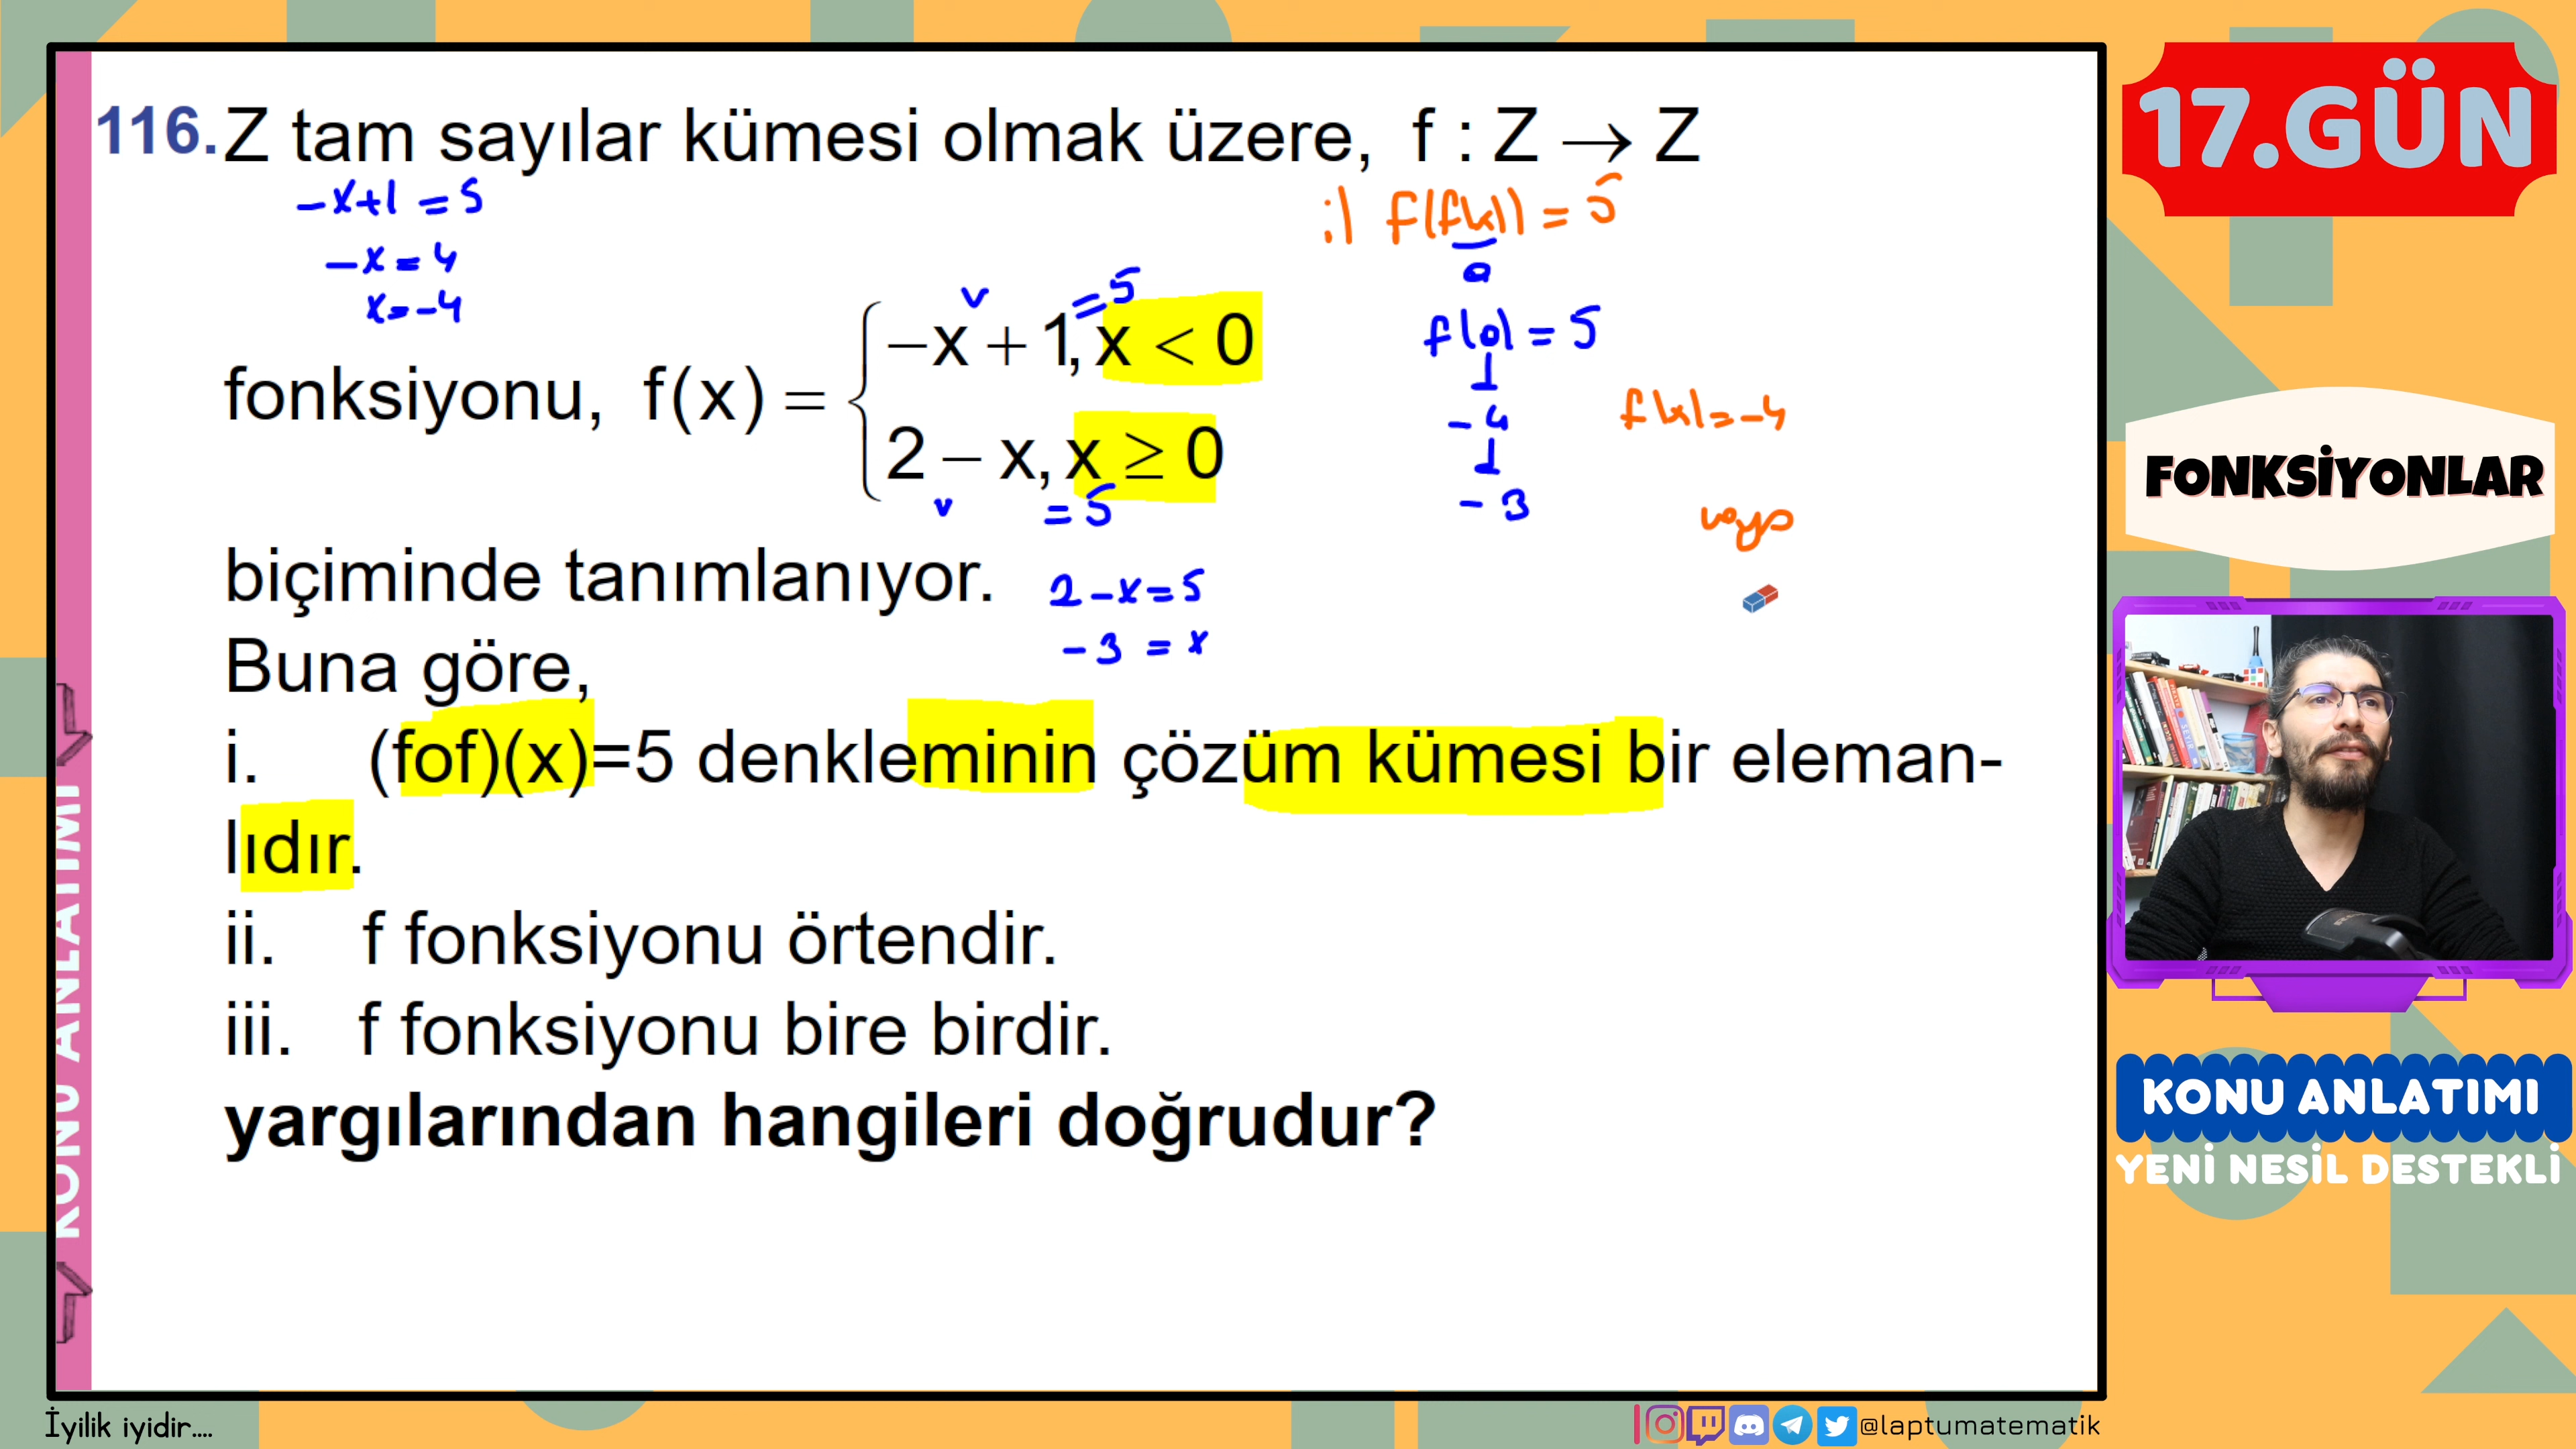 116. Z tam sayılar kümesi olmak üzere, f : Z → Z
-x+1 = 5
-x = 4
x = -4
i) f(f(x)) = 5
a
f(a) = 5
-4
-3
f(x) = -4
veya
fonksiyonu, f(x) = { -x + 1, x < 0
= 5
2 - x, x ≥ 0
= 5
biçiminde tanımlanıyor.
2 - x = 5
-3 = x
Buna göre,
i. (fof)(x)=5 denkleminin çözüm kümesi bir eleman-
lıdır.
ii. f fonksiyonu örtendir.
iii. f fonksiyonu bire birdir.
yargılarından hangileri doğrudur?
KONU ANLATIMI
17.GÜN
FONKSİYONLAR
KONU ANLATIMI
YENİ NESİL DESTEKLİ
İyilik iyidir....
@laptumatematik